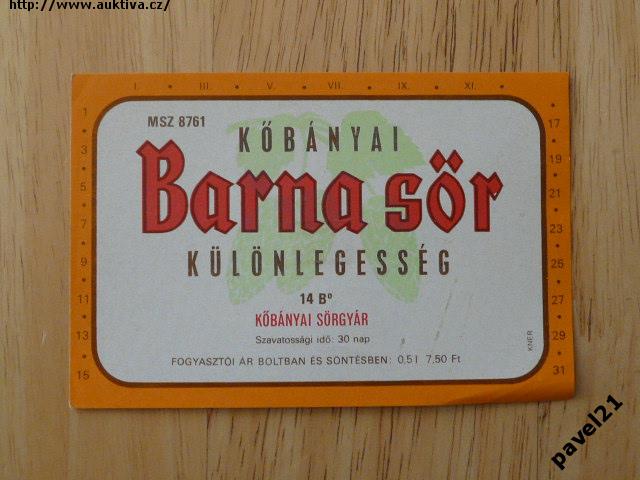 http://www.auktiva.cz/
I. • III. • V. • VII. • IX. • XI. •
1
•
3
•
5
•
7
•
9
•
11
•
13
•
15
MSZ 8761
KŐBÁNYAI
Barna sör
KÜLÖNLEGESSÉG
14 B°
KŐBÁNYAI SÖRGYÁR
Szavatossági idő: 30 nap
FOGYASZTÓI ÁR BOLTBAN ÉS SÖNTÉSBEN: 0,5 l 7,50 Ft
KNER
•
17
•
19
•
21
•
23
•
25
•
27
•
29
•
31
pavel21